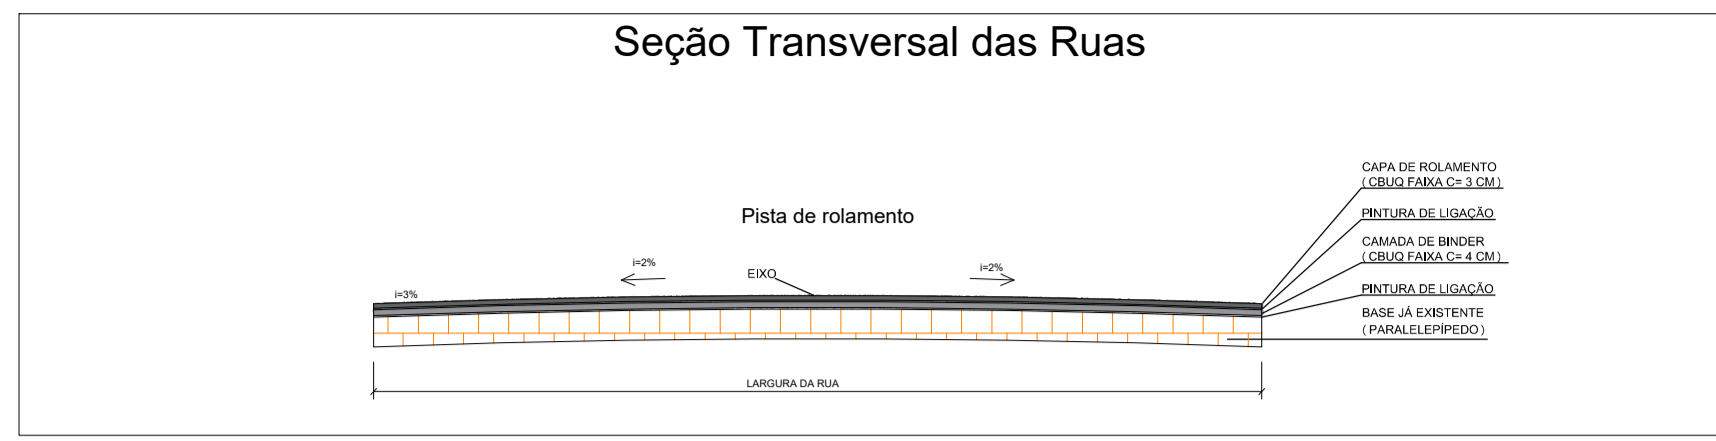 Seção Transversal das Ruas
CAPA DE ROLAMENTO
( CBUQ FAIXA C= 3 CM )
Pista de rolamento
PINTURA DE LIGAÇÃO
CAMADA DE BINDER
( CBUQ FAIXA C= 4 CM )
i=2%
EIXO
i=2%
i=3%
PINTURA DE LIGAÇÃO
BASE JÁ EXISTENTE
( PARALELEPÍPEDO )
LARGURA DA RUA